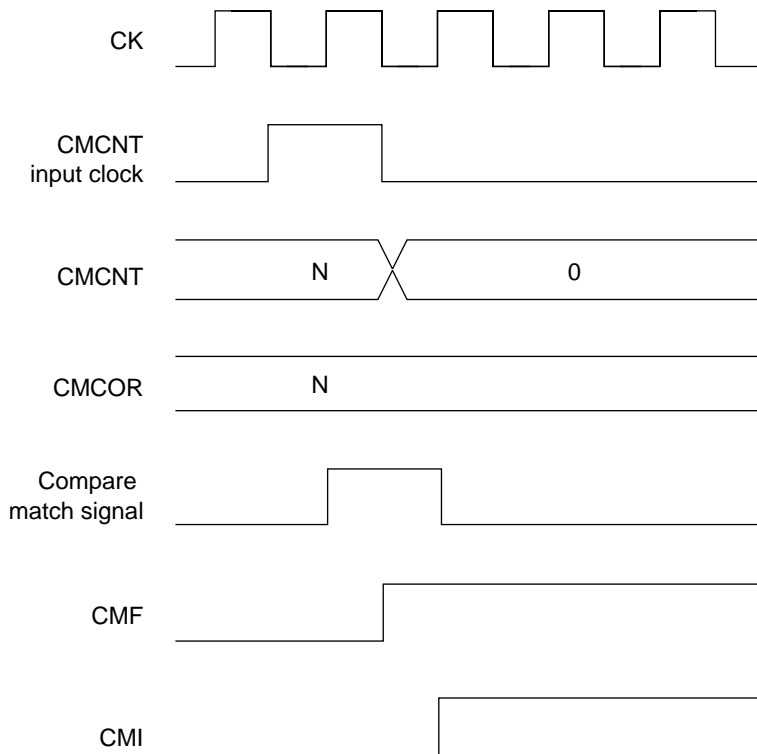 CK
CMCNT
input clock
CMCNT
N
0
CMCOR
N
Compare
match signal
CMF
CMI